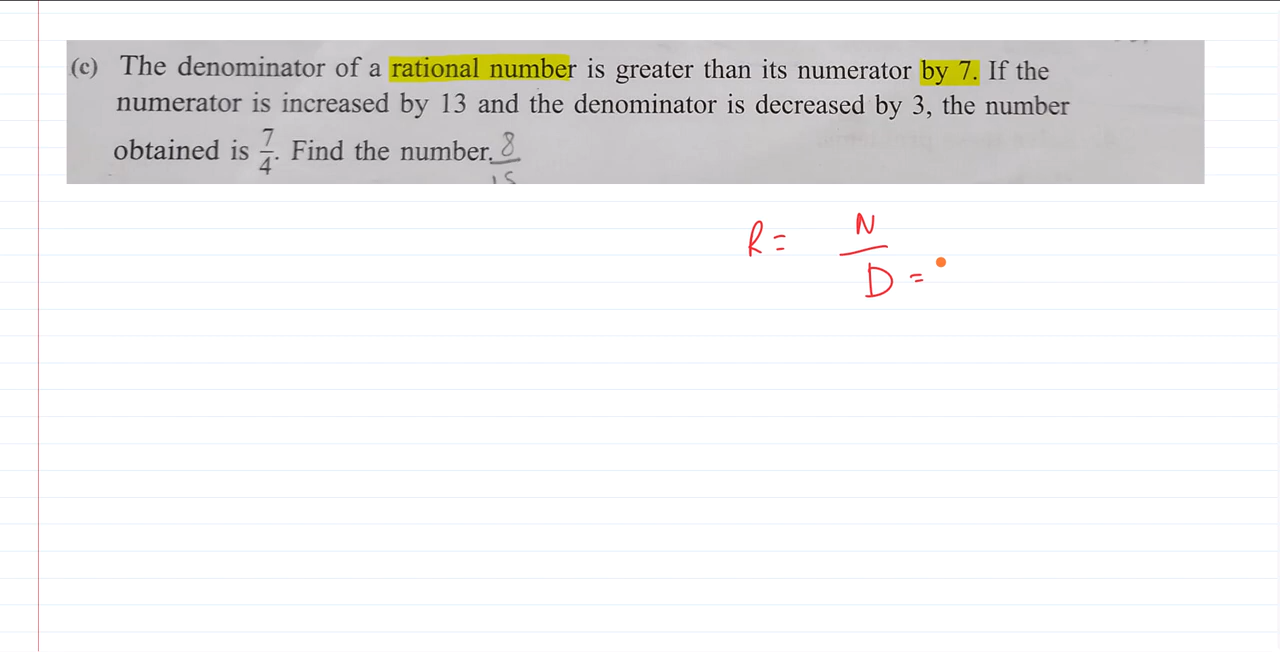 (c) The denominator of a rational number is greater than its numerator by 7. If the
numerator is increased by 13 and the denominator is decreased by 3, the number
obtained is 7/4. Find the number. 8/15
R = N/D =